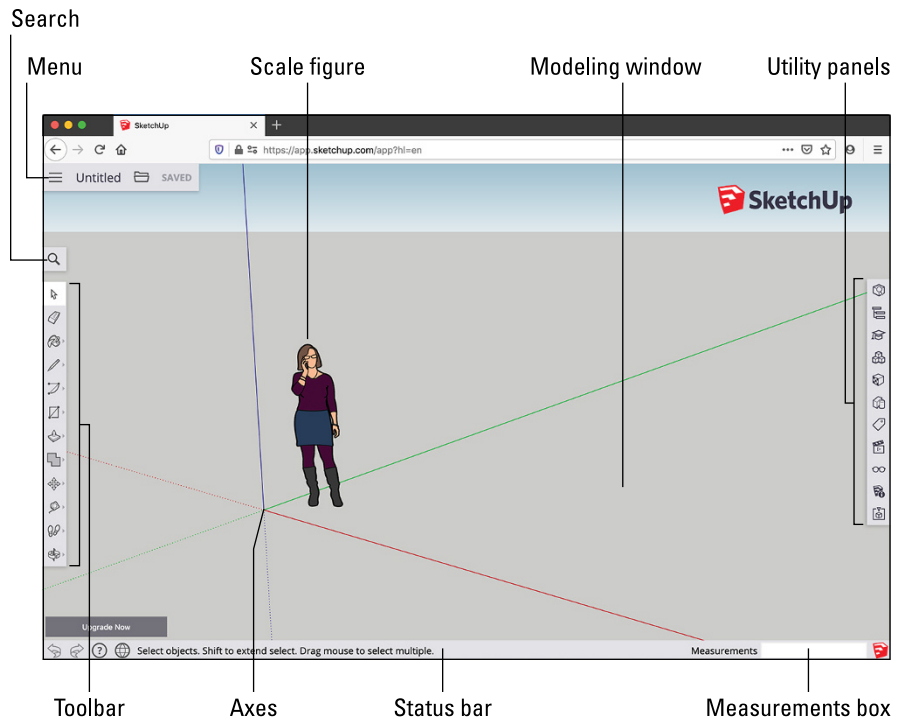 Search
Menu
Scale figure
Modeling window
Utility panels
SketchUp
https://app.sketchup.com/app?hl=en
Untitled
SAVED
SketchUp
Upgrade Now
Select objects. Shift to extend select. Drag mouse to select multiple.
Measurements
Toolbar
Axes
Status bar
Measurements box